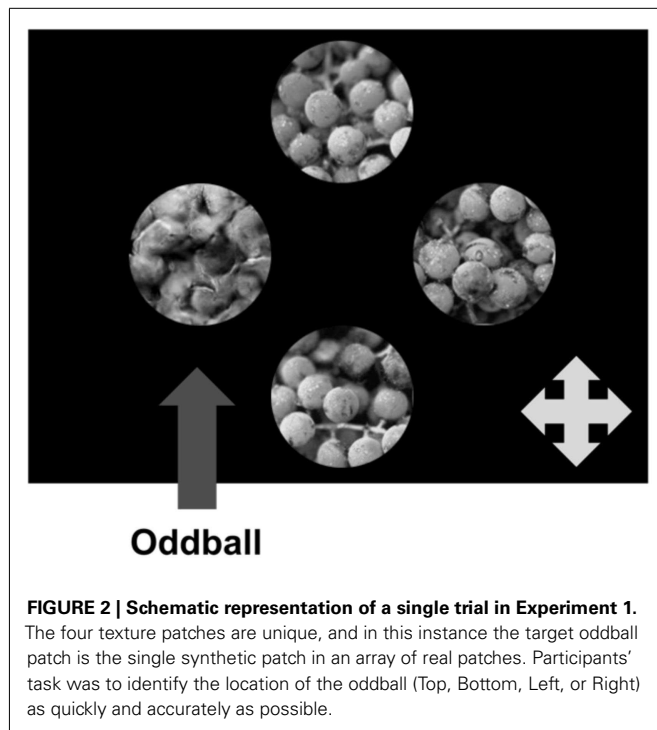 Oddball
FIGURE 2 | Schematic representation of a single trial in Experiment 1.
The four texture patches are unique, and in this instance the target oddball
patch is the single synthetic patch in an array of real patches. Participants’
task was to identify the location of the oddball (Top, Bottom, Left, or Right)
as quickly and accurately as possible.